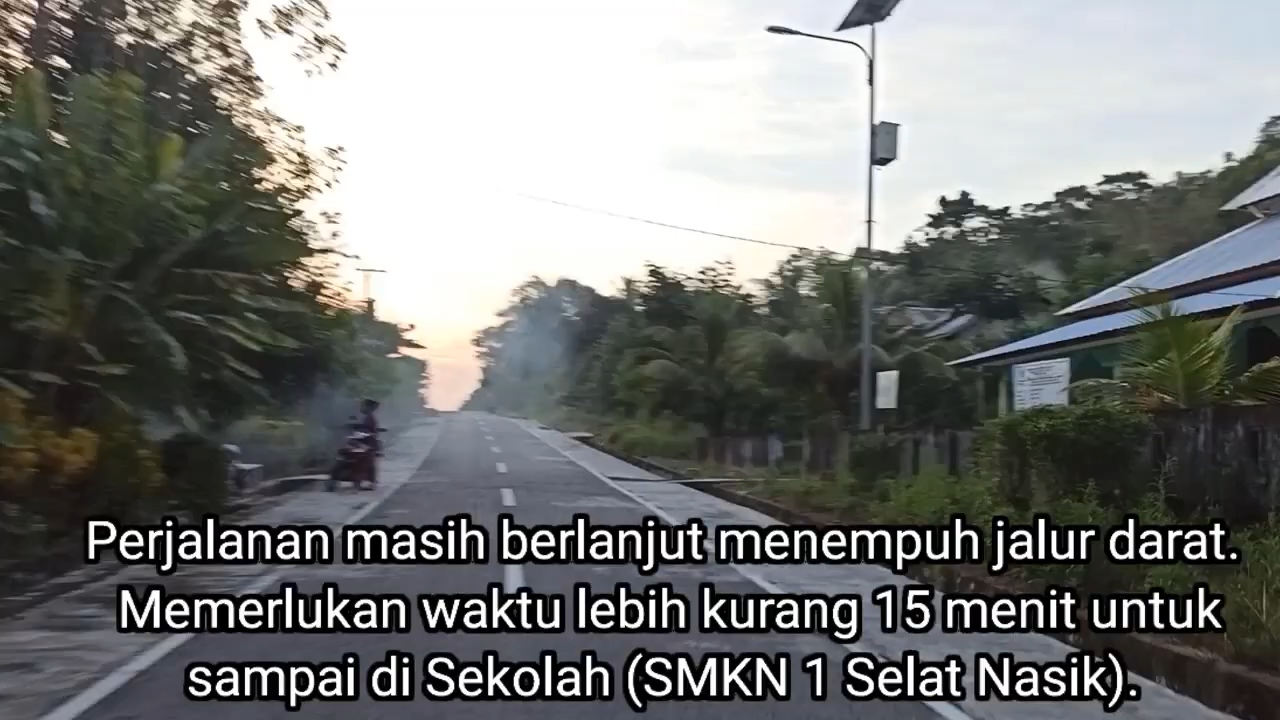 Perjalanan masih berlanjut menempuh jalur darat.
Memerlukan waktu lebih kurang 15 menit untuk
sampai di Sekolah (SMKN 1 Selat Nasik).